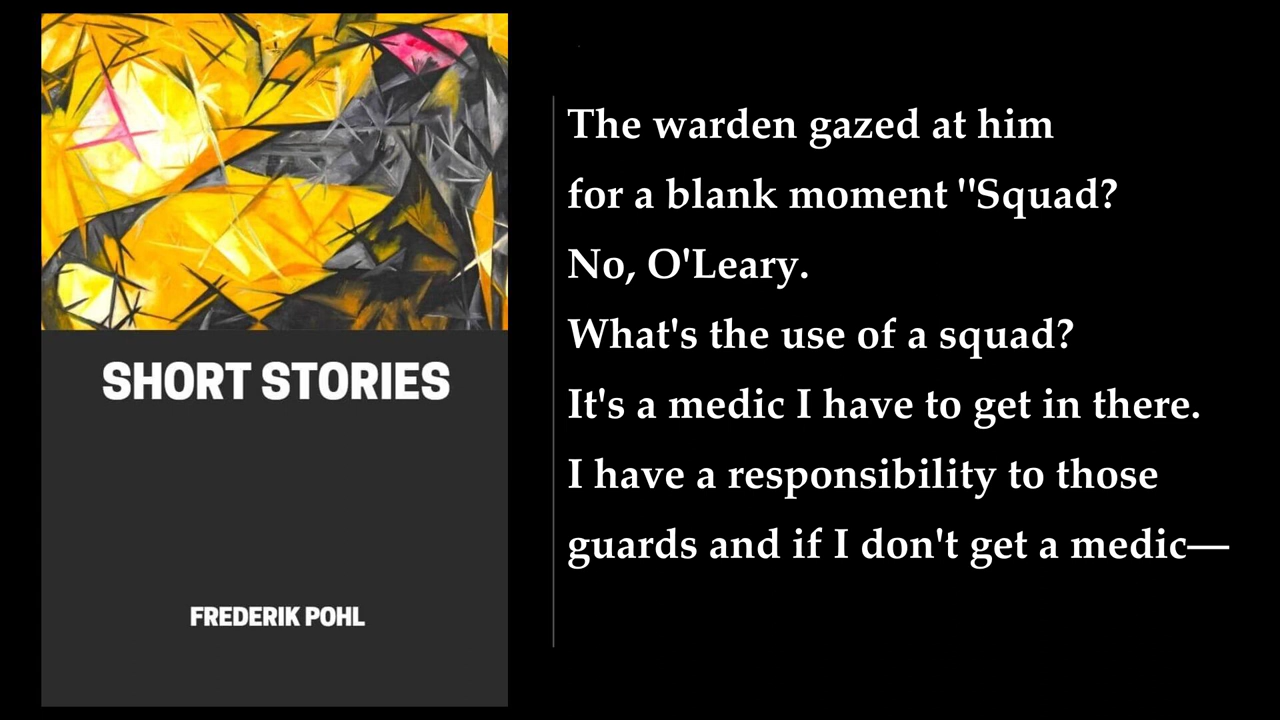 SHORT STORIES
FREDERIK POHL
The warden gazed at him
for a blank moment "Squad?
No, O'Leary.
What's the use of a squad?
It's a medic I have to get in there.
I have a responsibility to those
guards and if I don't get a medic—